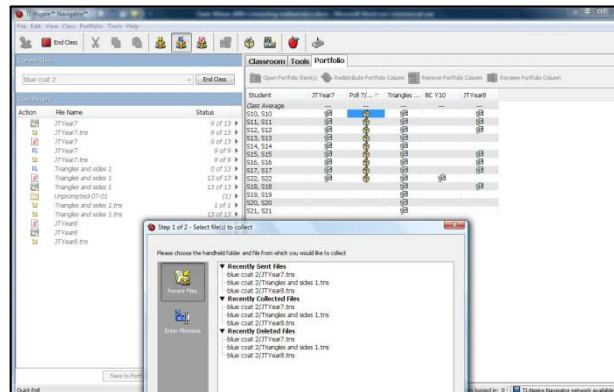 TI-Nspire™ Navigator™
File Edit View Class Portfolio Tools Help
End Class
blue coat 2
End Class
Action File Name Status
JTYear7 9 of 13
JTYear7.tns 9 of 13
JTYear7 9 of 13
JTYear7 9 of 9
JTYear7.tns 9 of 9
Triangles and sides 1 0 of 13
Triangles and sides 1 13 of 13
Triangles and sides 1 13 of 13
Unprompted-07-01 (1)
Triangles and sides 1.tns 1 of 1
Triangles and sides 1.tns 13 of 13
JTYear8
JTYear8
JTYear8.tns
Save to Portf
Quick Poll
Classroom Tools Portfolio
Open Portfolio Item(s) Redistribute Portfolio Column Remove Portfolio Column Rename Portfolio Column
Student JTYear7 Poll 7/... Triangles ... BC Y10 JTYear8
Class Average --- --- --- --- ---
S10, S10
S11, S11
S12, S12
S13, S13
S14, S14
S15, S15
S16, S16
S17, S17
S22, S22
S18, S18
S19, S19
S20, S20
S21, S21
Step 1 of 2 - Select file(s) to collect
Please choose the handheld folder and file from which you would like to collect
Recent Files
Enter Filename
Recently Sent Files
blue coat 2/JTYear7.tns
blue coat 2/Triangles and sides 1.tns
blue coat 2/JTYear8.tns
Recently Collected Files
blue coat 2/JTYear7.tns
blue coat 2/Triangles and sides 1.tns
Recently Deleted Files
blue coat 2/JTYear7.tns
blue coat 2/Triangles and sides 1.tns
blue coat 2/JTYear8.tns
logged in: 0 TI-Nspire Navigator network available